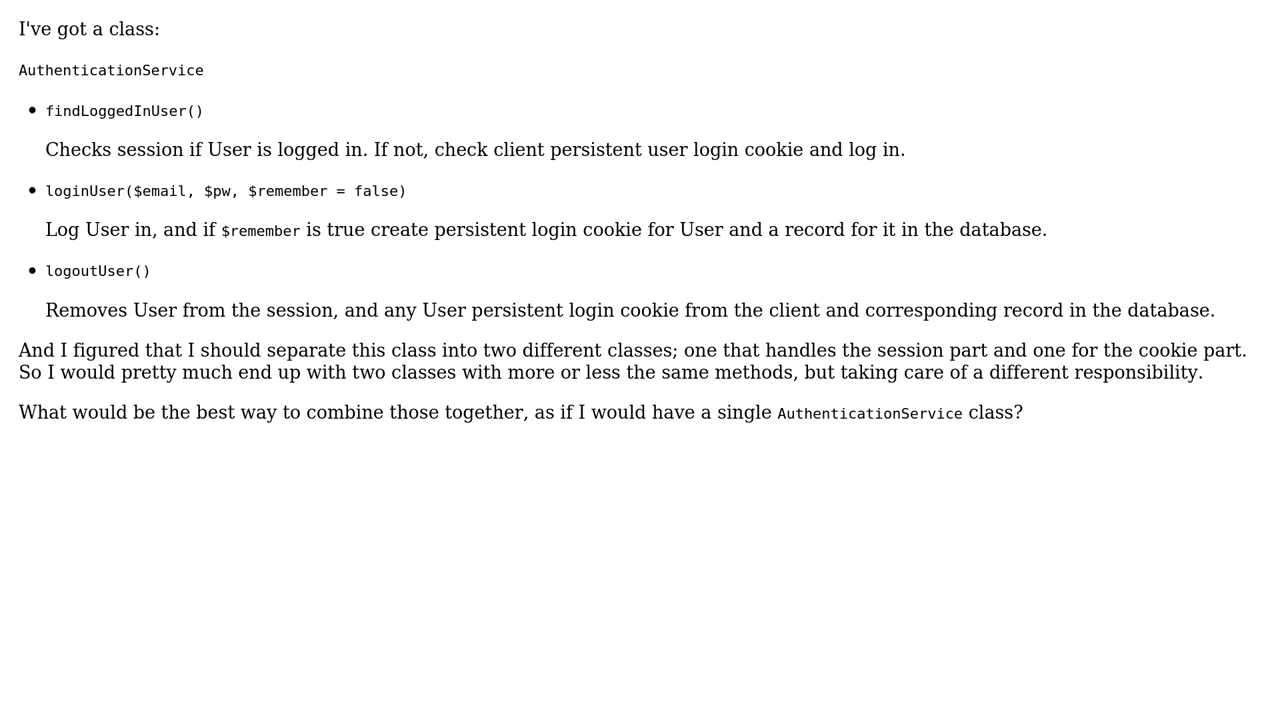 I've got a class:
AuthenticationService
• findLoggedInUser()
Checks session if User is logged in. If not, check client persistent user login cookie and log in.
• loginUser($email, $pw, $remember = false)
Log User in, and if $remember is true create persistent login cookie for User and a record for it in the database.
• logoutUser()
Removes User from the session, and any User persistent login cookie from the client and corresponding record in the database.
And I figured that I should separate this class into two different classes; one that handles the session part and one for the cookie part.
So I would pretty much end up with two classes with more or less the same methods, but taking care of a different responsibility.
What would be the best way to combine those together, as if I would have a single AuthenticationService class?